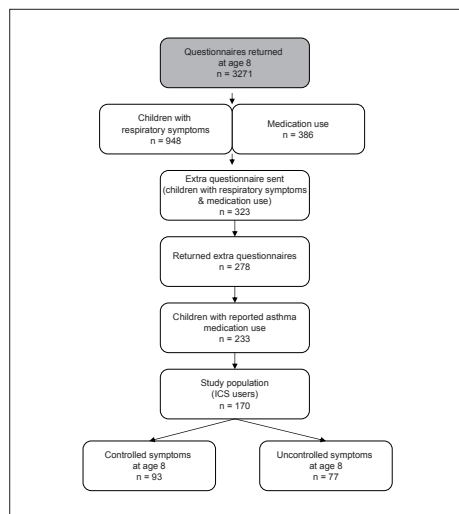 Questionnaires returned
at age 8
n = 3271
Children with
respiratory symptoms
n = 948
Medication use
n = 386
Extra questionnaire sent
(children with respiratory symptoms
& medication use)
n = 323
Returned extra questionnaires
n = 278
Children with reported asthma
medication use
n = 233
Study population
(ICS users)
n = 170
Controlled symptoms
at age 8
n = 93
Uncontrolled symptoms
at age 8
n = 77